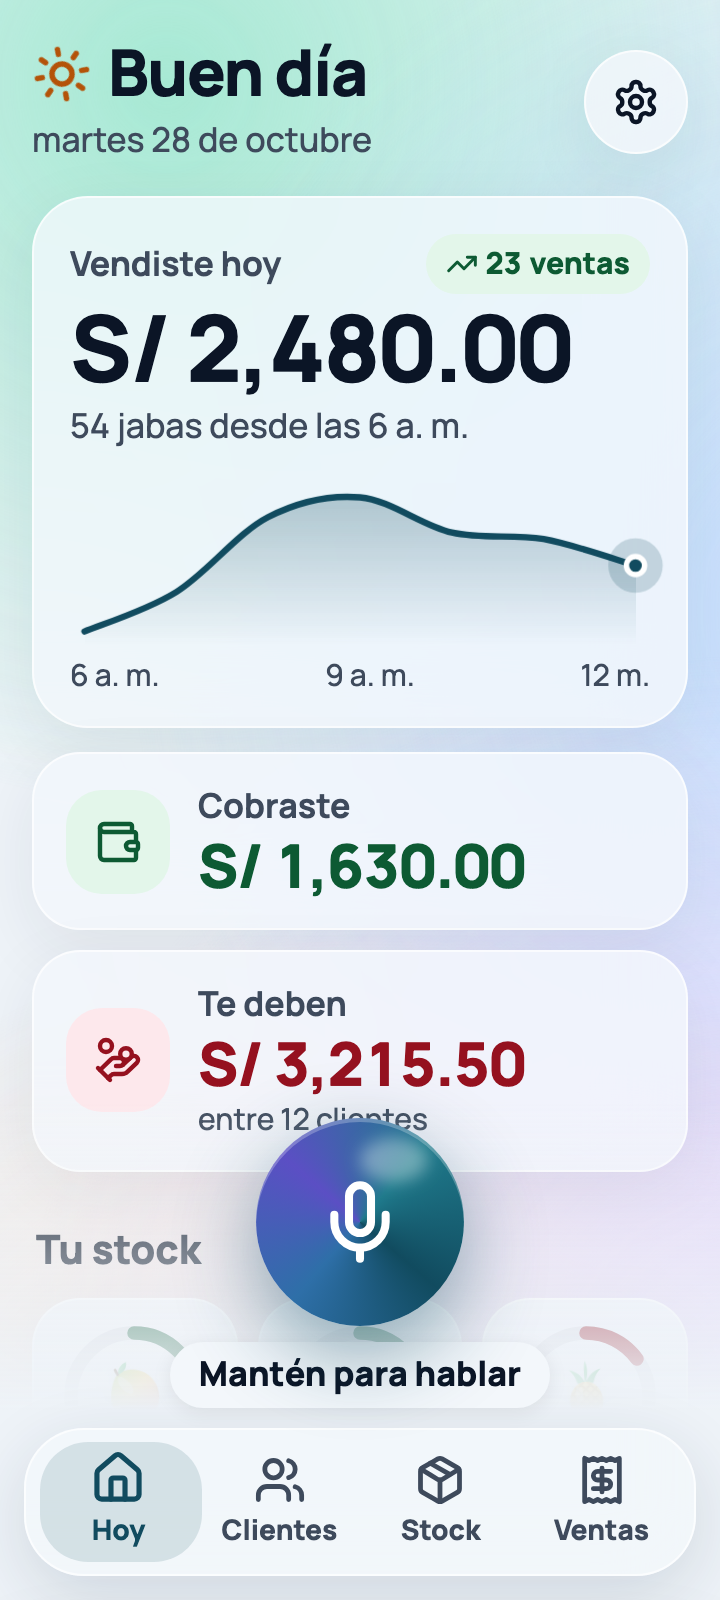 Buen día
martes 28 de octubre
Vendiste hoy
23 ventas
S/ 2,480.00
54 jabas desde las 6 a. m.
6 a. m. 9 a. m. 12 m.
Cobraste
S/ 1,630.00
Te deben
S/ 3,215.50
entre 12 clientes
Tu stock
Mantén para hablar
Hoy Clientes Stock Ventas